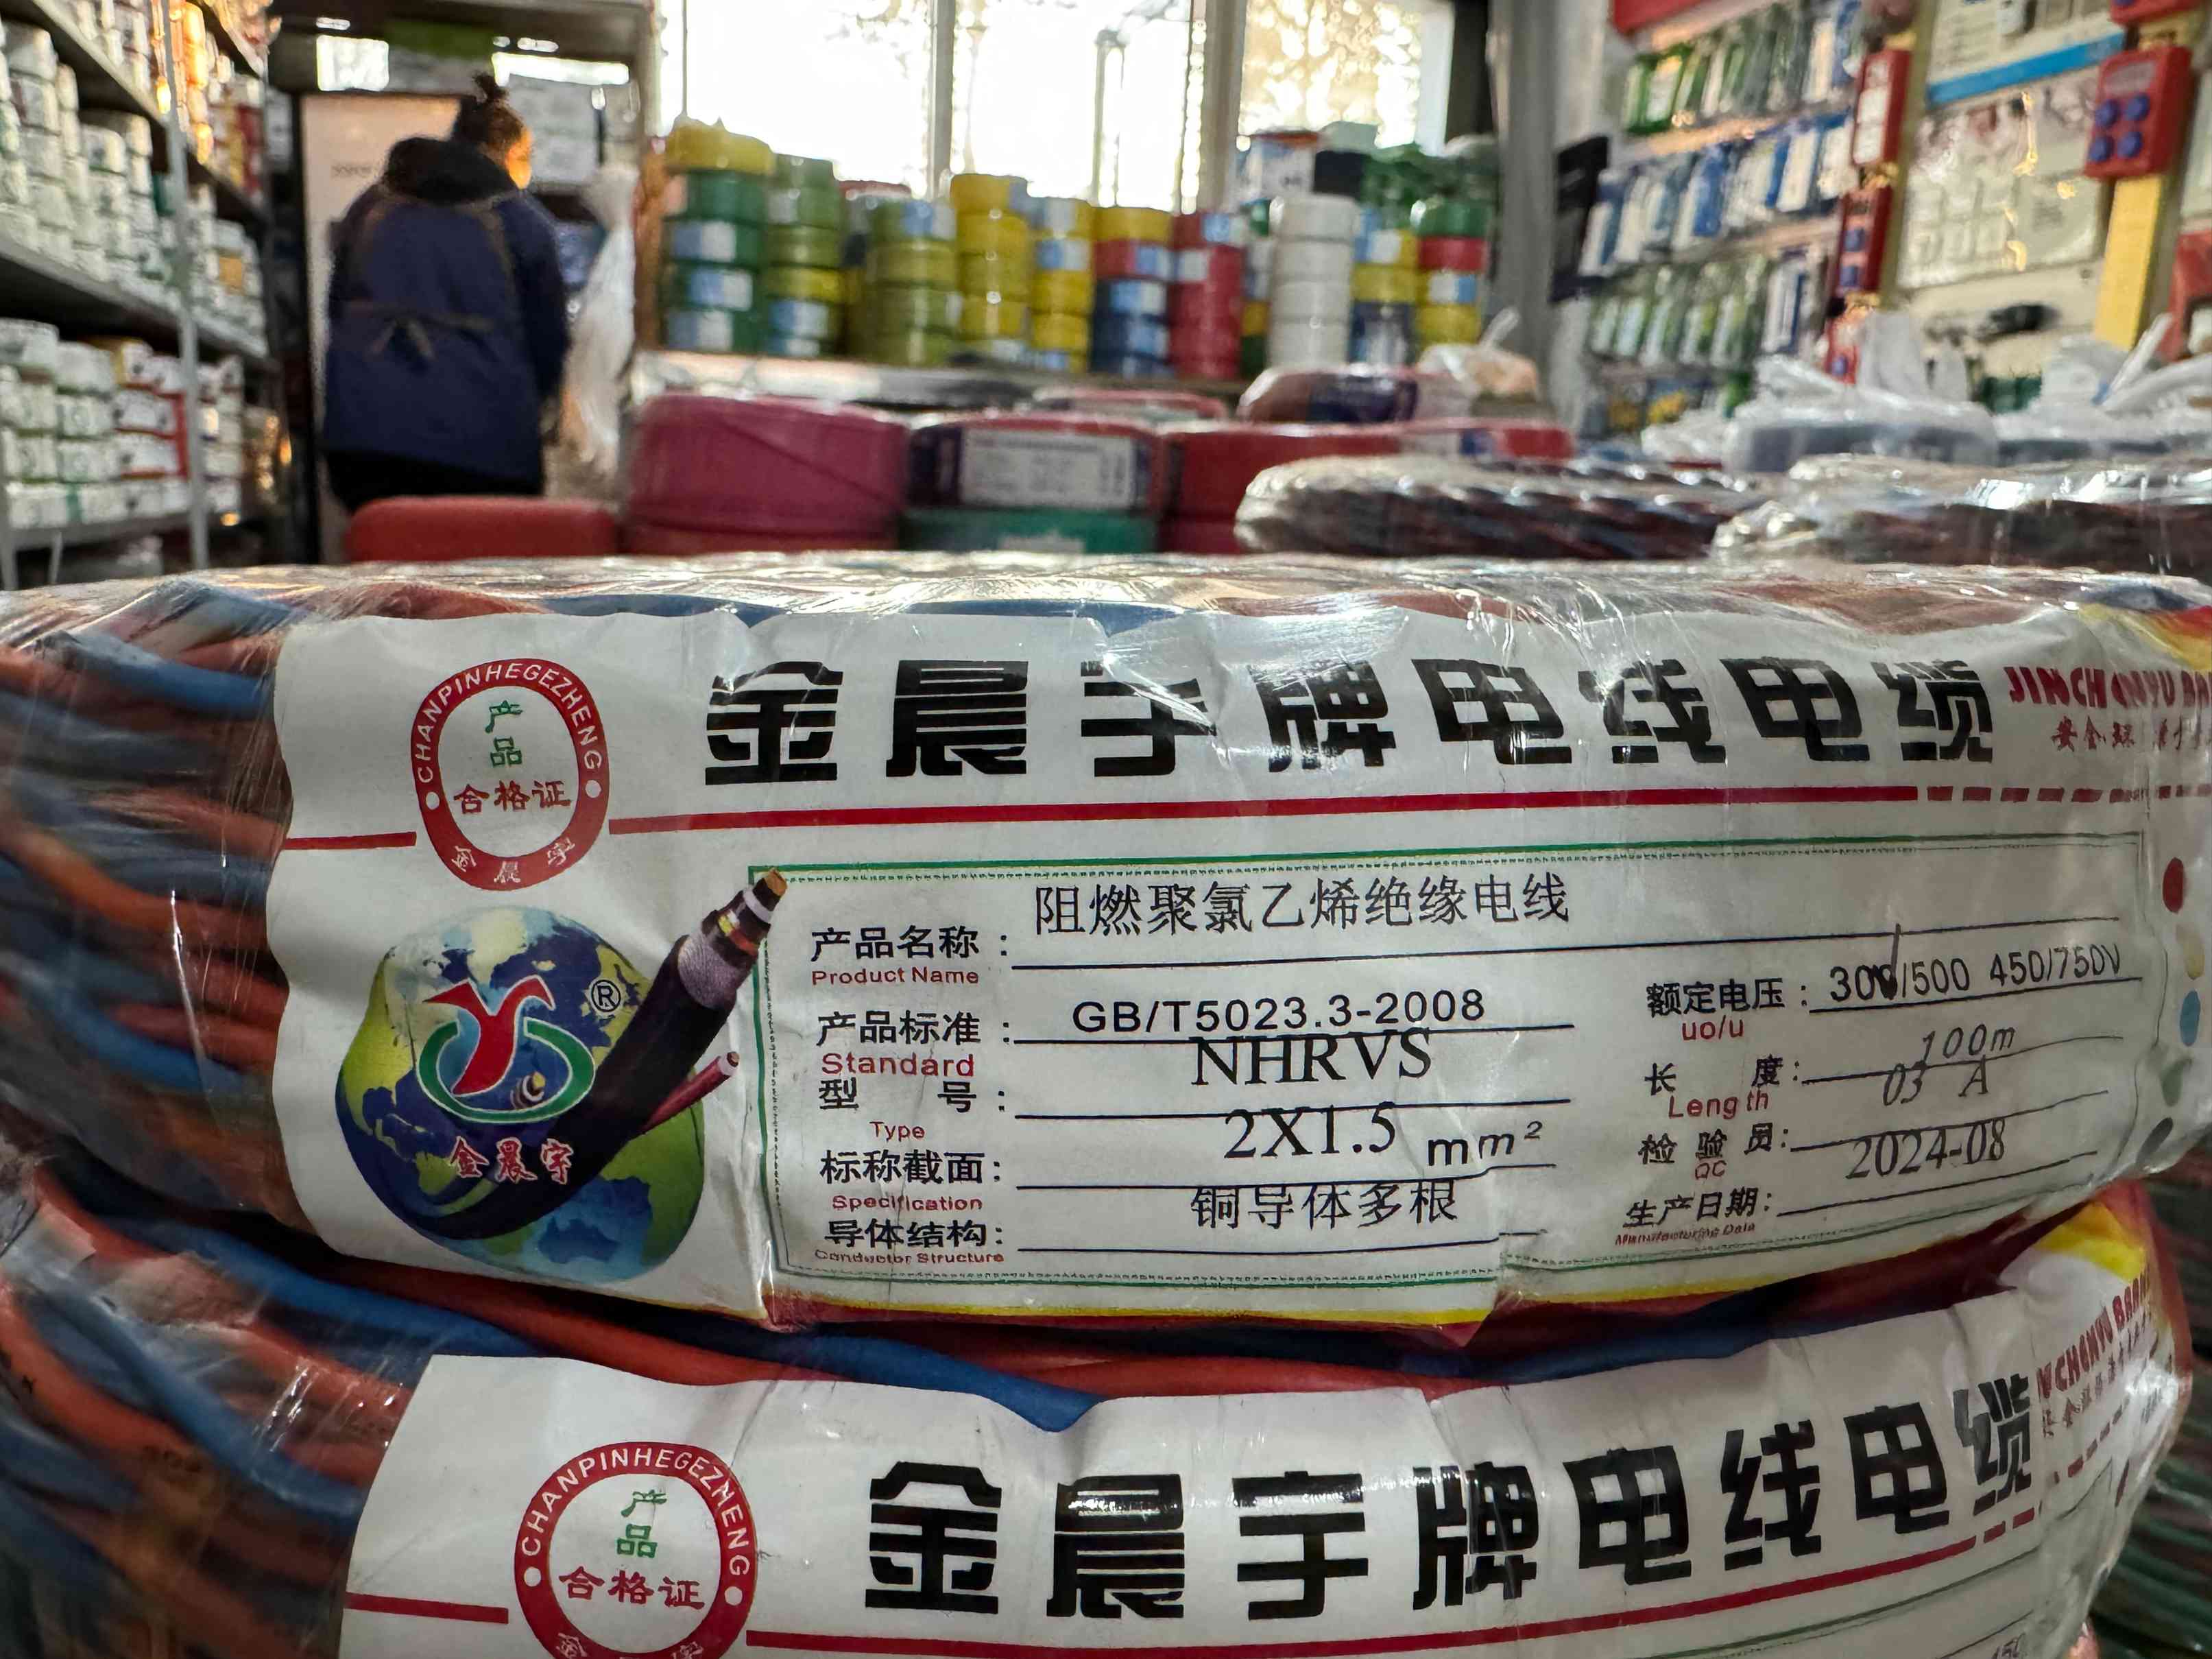 CHANPINHEGEZHENG
产
品
合格证
金晨宇
金晨宇牌电线电缆
®
金晨宇
产品名称：阻燃聚氯乙烯绝缘电线
Product Name
产品标准：GB/T5023.3-2008
Standard
型 号：NHRVS
Type
标称截面：2X1.5 mm²
Specification
导体结构：铜导体多根
Conductor Structure
额定电压：300/500 450/750V
uo/u
长 度：100m
Length
检 验 员：03 A
QC
生产日期：2024-08
Manufacturing Data
CHANPINHEGEZHENG
产
品
合格证
金晨宇牌电线电缆